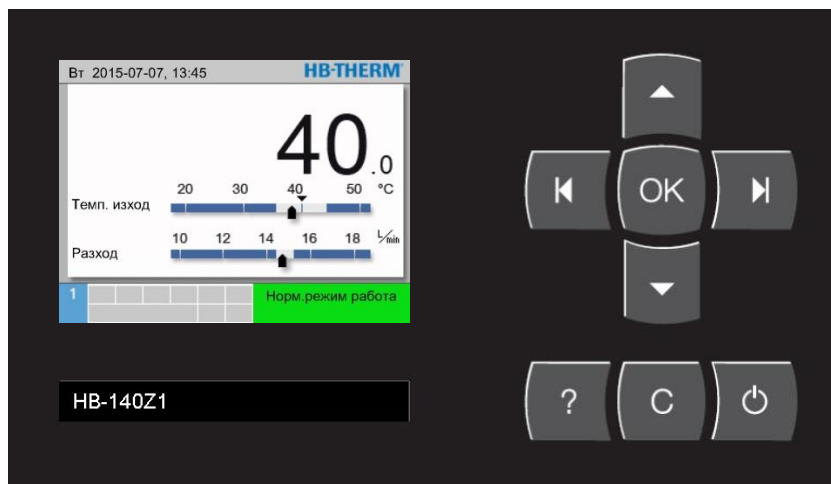 Вт 2015-07-07, 13:45 HB-THERM
40.0
20 30 40 50 °C
Темп. изход
10 12 14 16 18 L/min
Разход
1 Норм.режим работа
HB-140Z1
OK
? C